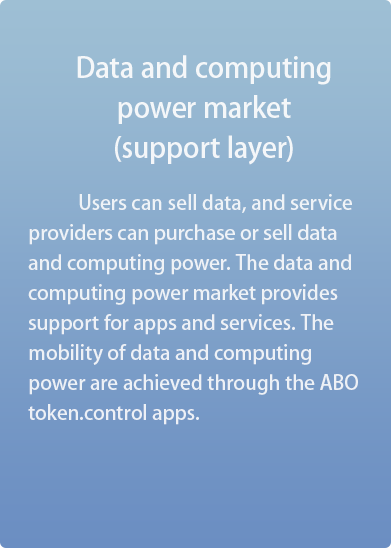 Data and computing
power market
(support layer)
Users can sell data, and service
providers can purchase or sell data
and computing power. The data and
computing power market provides
support for apps and services. The
mobility of data and computing
power are achieved through the ABO
token.control apps.